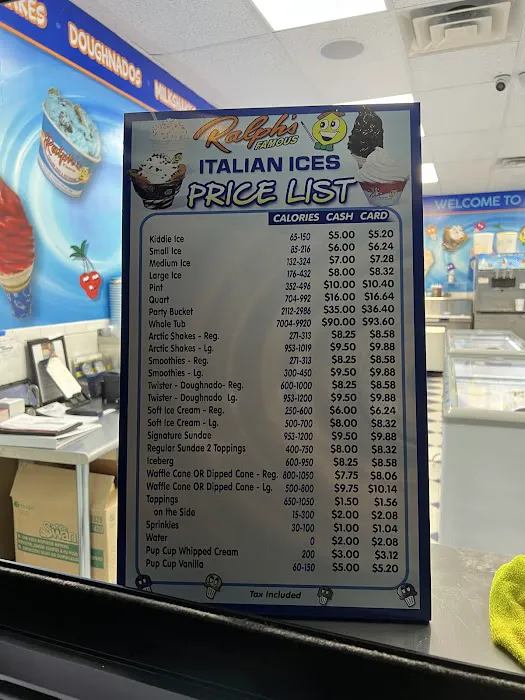 KES
DOUGHNADOS
MILKSHA
Ralph's
FAMOUS
ITALIAN ICES
PRICE LIST
WELCOME TO
CALORIES CASH CARD
Kiddie Ice 65-150 $5.00 $5.20
Small Ice 85-216 $6.00 $6.24
Medium Ice 132-324 $7.00 $7.28
Large Ice 176-432 $8.00 $8.32
Pint 352-496 $10.00 $10.40
Quart 704-992 $16.00 $16.64
Party Bucket 2112-2986 $35.00 $36.40
Whole Tub 7004-9920 $90.00 $93.60
Arctic Shakes - Reg. 271-313 $8.25 $8.58
Arctic Shakes - Lg. 953-1019 $9.50 $9.88
Smoothies - Reg. 271-313 $8.25 $8.58
Smoothies - Lg. 300-450 $9.50 $9.88
Twister - Doughnado- Reg. 600-1000 $8.25 $8.58
Twister - Doughnado Lg. 953-1200 $9.50 $9.88
Soft Ice Cream - Reg. 250-600 $6.00 $6.24
Soft Ice Cream - Lg. 500-700 $8.00 $8.32
Signature Sundae 953-1200 $9.50 $9.88
Regular Sundae 2 Toppings 400-750 $8.00 $8.32
Iceberg 600-950 $8.25 $8.58
Waffle Cone OR Dipped Cone - Reg. 800-1050 $7.75 $8.06
Waffle Cone OR Dipped Cone - Lg. 500-800 $9.75 $10.14
Toppings 650-1050 $1.50 $1.56
on the Side 15-300 $2.00 $2.08
Sprinkles 30-100 $1.00 $1.04
Water 0 $2.00 $2.08
Pup Cup Whipped Cream 200 $3.00 $3.12
Pup Cup Vanilla 60-150 $5.00 $5.20
Tax Included